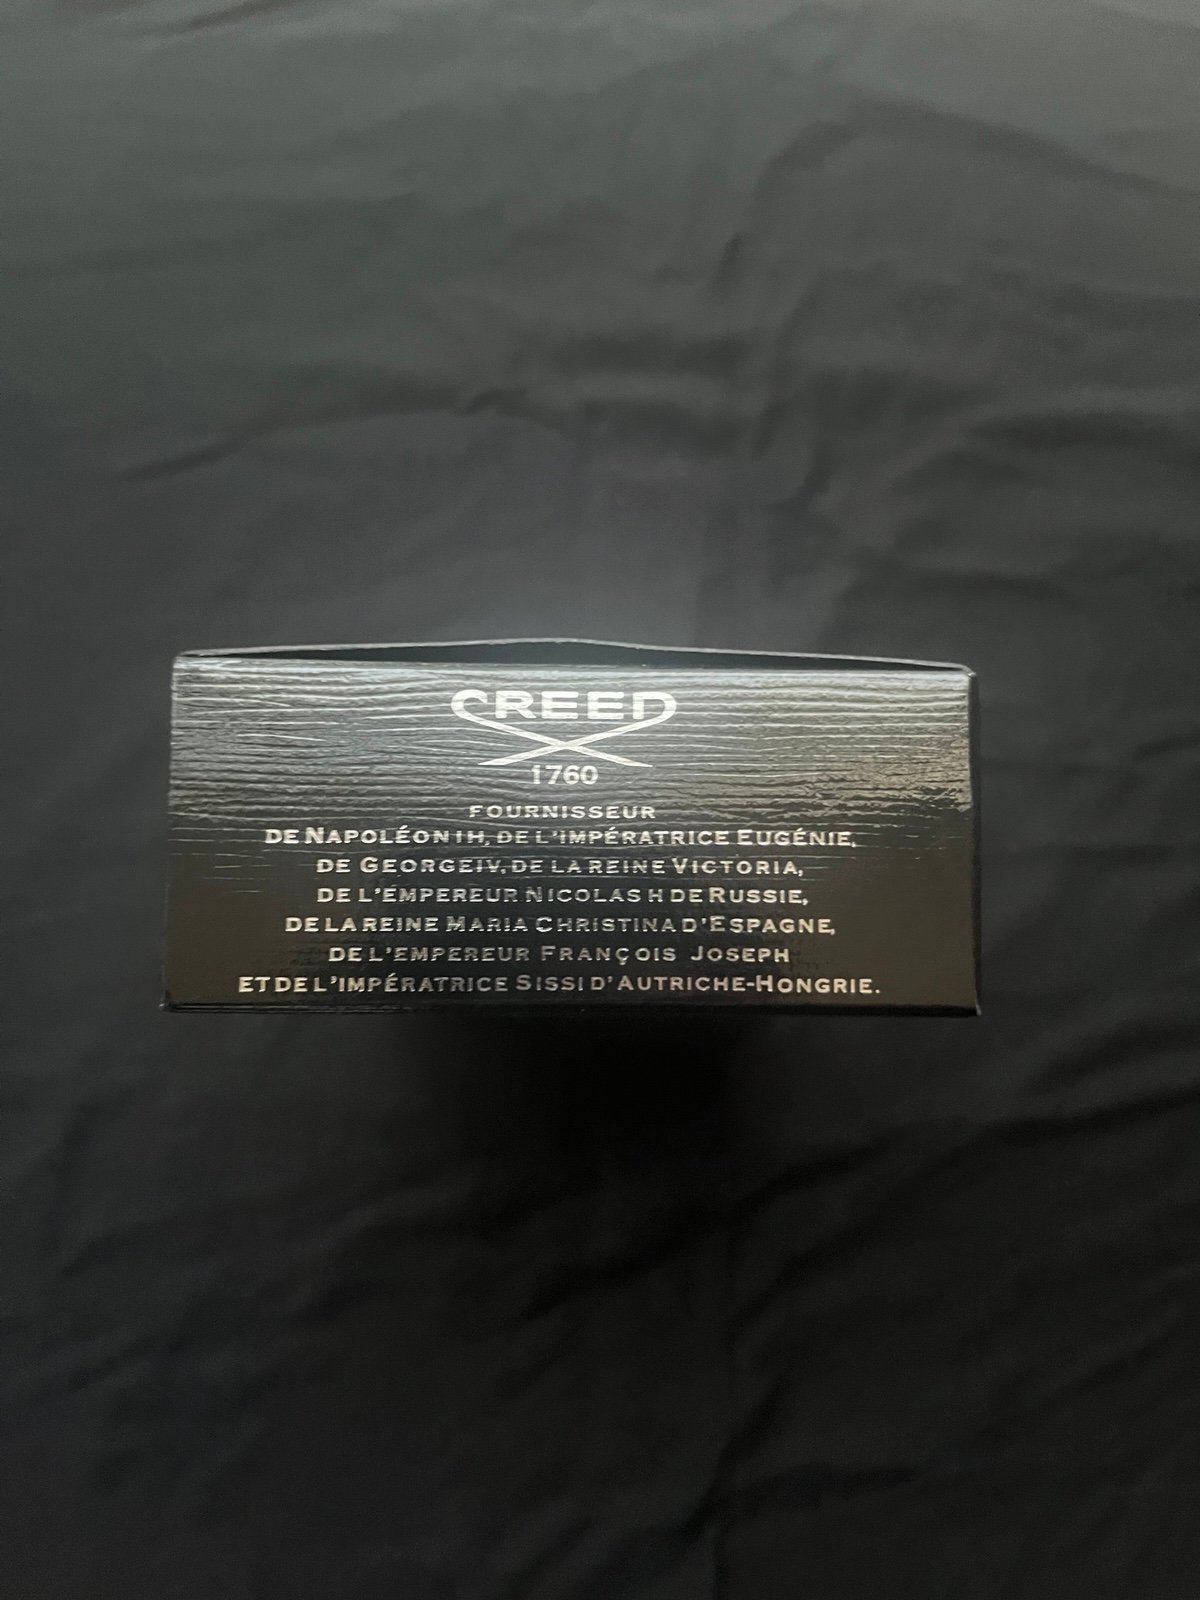 CREED
1760
FOURNISSEUR
DE NAPOLÉON III, DE L'IMPÉRATRICE EUGÉNIE,
DE GEORGE IV, DE LA REINE VICTORIA,
DE L'EMPEREUR NICOLAS II DE RUSSIE,
DE LA REINE MARIA CHRISTINA D'ESPAGNE,
DE L'EMPEREUR FRANÇOIS JOSEPH
ET DE L'IMPÉRATRICE SISSI D'AUTRICHE-HONGRIE.